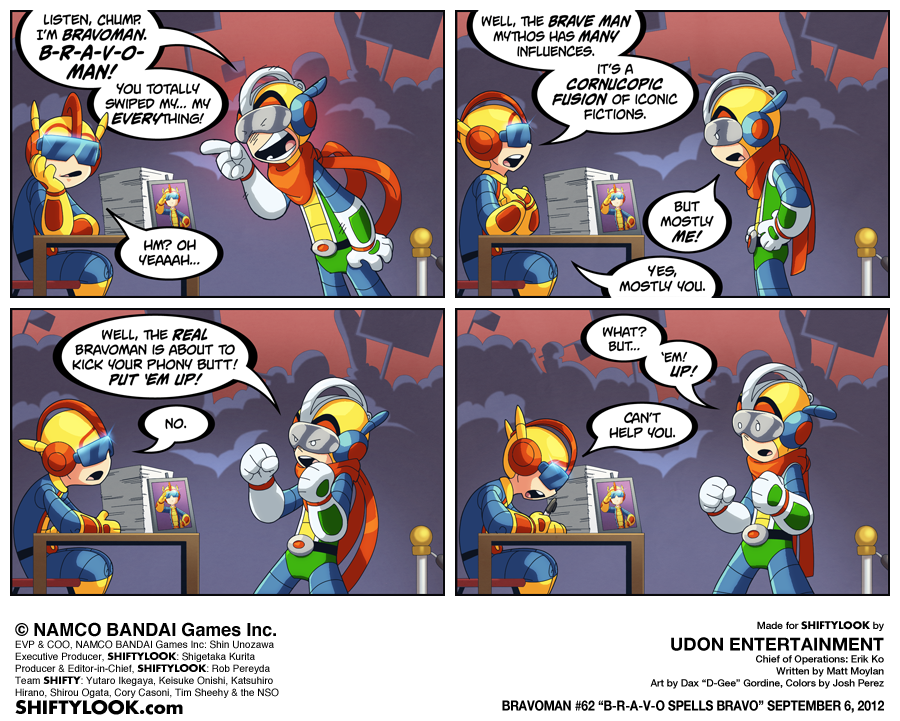 LISTEN, CHUMP.
I'M BRAVOMAN.
B-R-A-V-O-
MAN!
YOU TOTALLY
SWIPED MY... MY
EVERYTHING!
HM? OH
YEAAAH...
WELL, THE BRAVE MAN
MYTHOS HAS MANY
INFLUENCES.
IT'S A
CORNUCOPIC
FUSION OF ICONIC
FICTIONS.
BUT
MOSTLY
ME!
YES,
MOSTLY YOU.
WELL, THE REAL
BRAVOMAN IS ABOUT TO
KICK YOUR PHONY BUTT!
PUT 'EM UP!
NO.
WHAT?
BUT...
'EM!
UP!
CAN'T
HELP YOU.
© NAMCO BANDAI Games Inc.
EVP & COO, NAMCO BANDAI Games Inc: Shin Unozawa
Executive Producer, SHIFTYLOOK: Shigetaka Kurita
Producer & Editor-in-Chief, SHIFTYLOOK: Rob Pereyda
Team SHIFTY: Yutaro Ikegaya, Keisuke Onishi, Katsuhiro
Hirano, Shirou Ogata, Cory Casoni, Tim Sheehy & the NSO
SHIFTYLOOK.com
Made for SHIFTYLOOK by
UDON ENTERTAINMENT
Chief of Operations: Erik Ko
Written by Matt Moylan
Art by Dax "D-Gee" Gordine, Colors by Josh Perez
BRAVOMAN #62 "B-R-A-V-O SPELLS BRAVO" SEPTEMBER 6, 2012